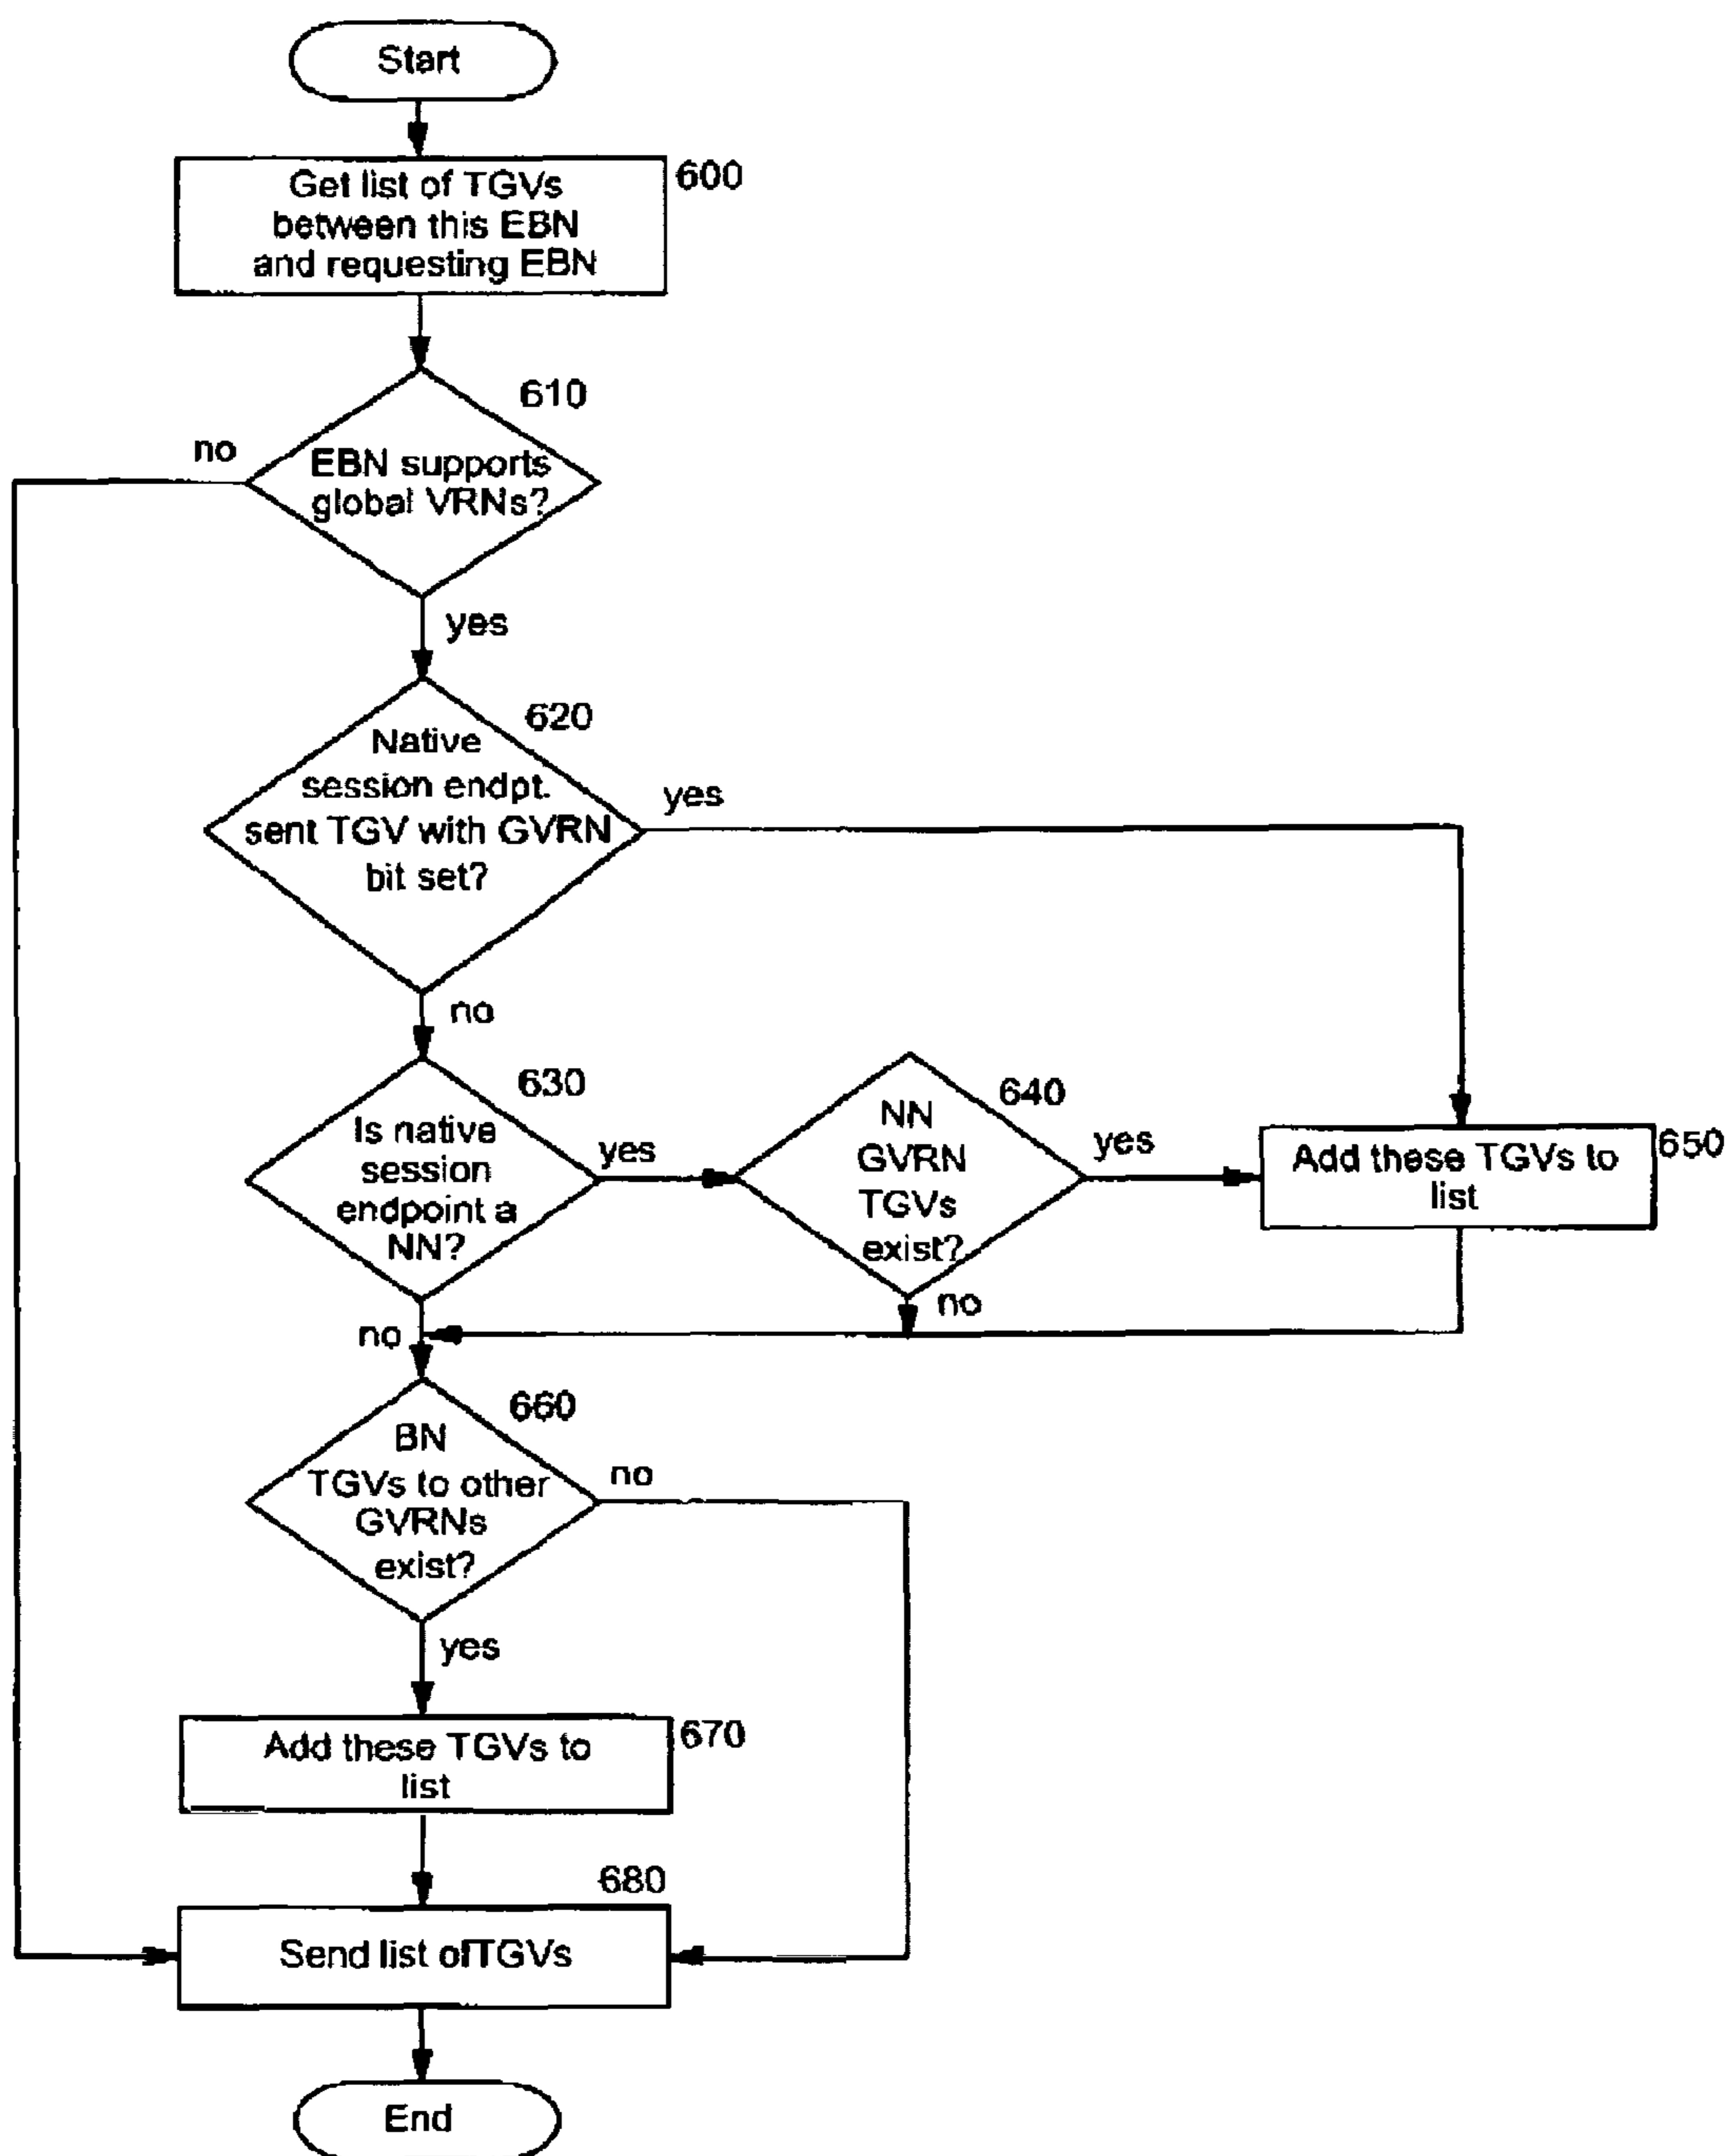 Start
Get list of TGVs
between this EBN
and requesting EBN
600
610
no
EBN supports
global VRNs?
yes
620
Native
session endpt.
sent TGV with GVRN
bit set?
yes
no
630
Is native
session
endpoint a
NN?
yes
640
NN
GVRN
TGVs
exist?
yes
Add these TGVs to
list
650
no
no
660
BN
TGVs to other
GVRNs
exist?
no
yes
Add these TGVs to
list
670
680
Send list of TGVs
End